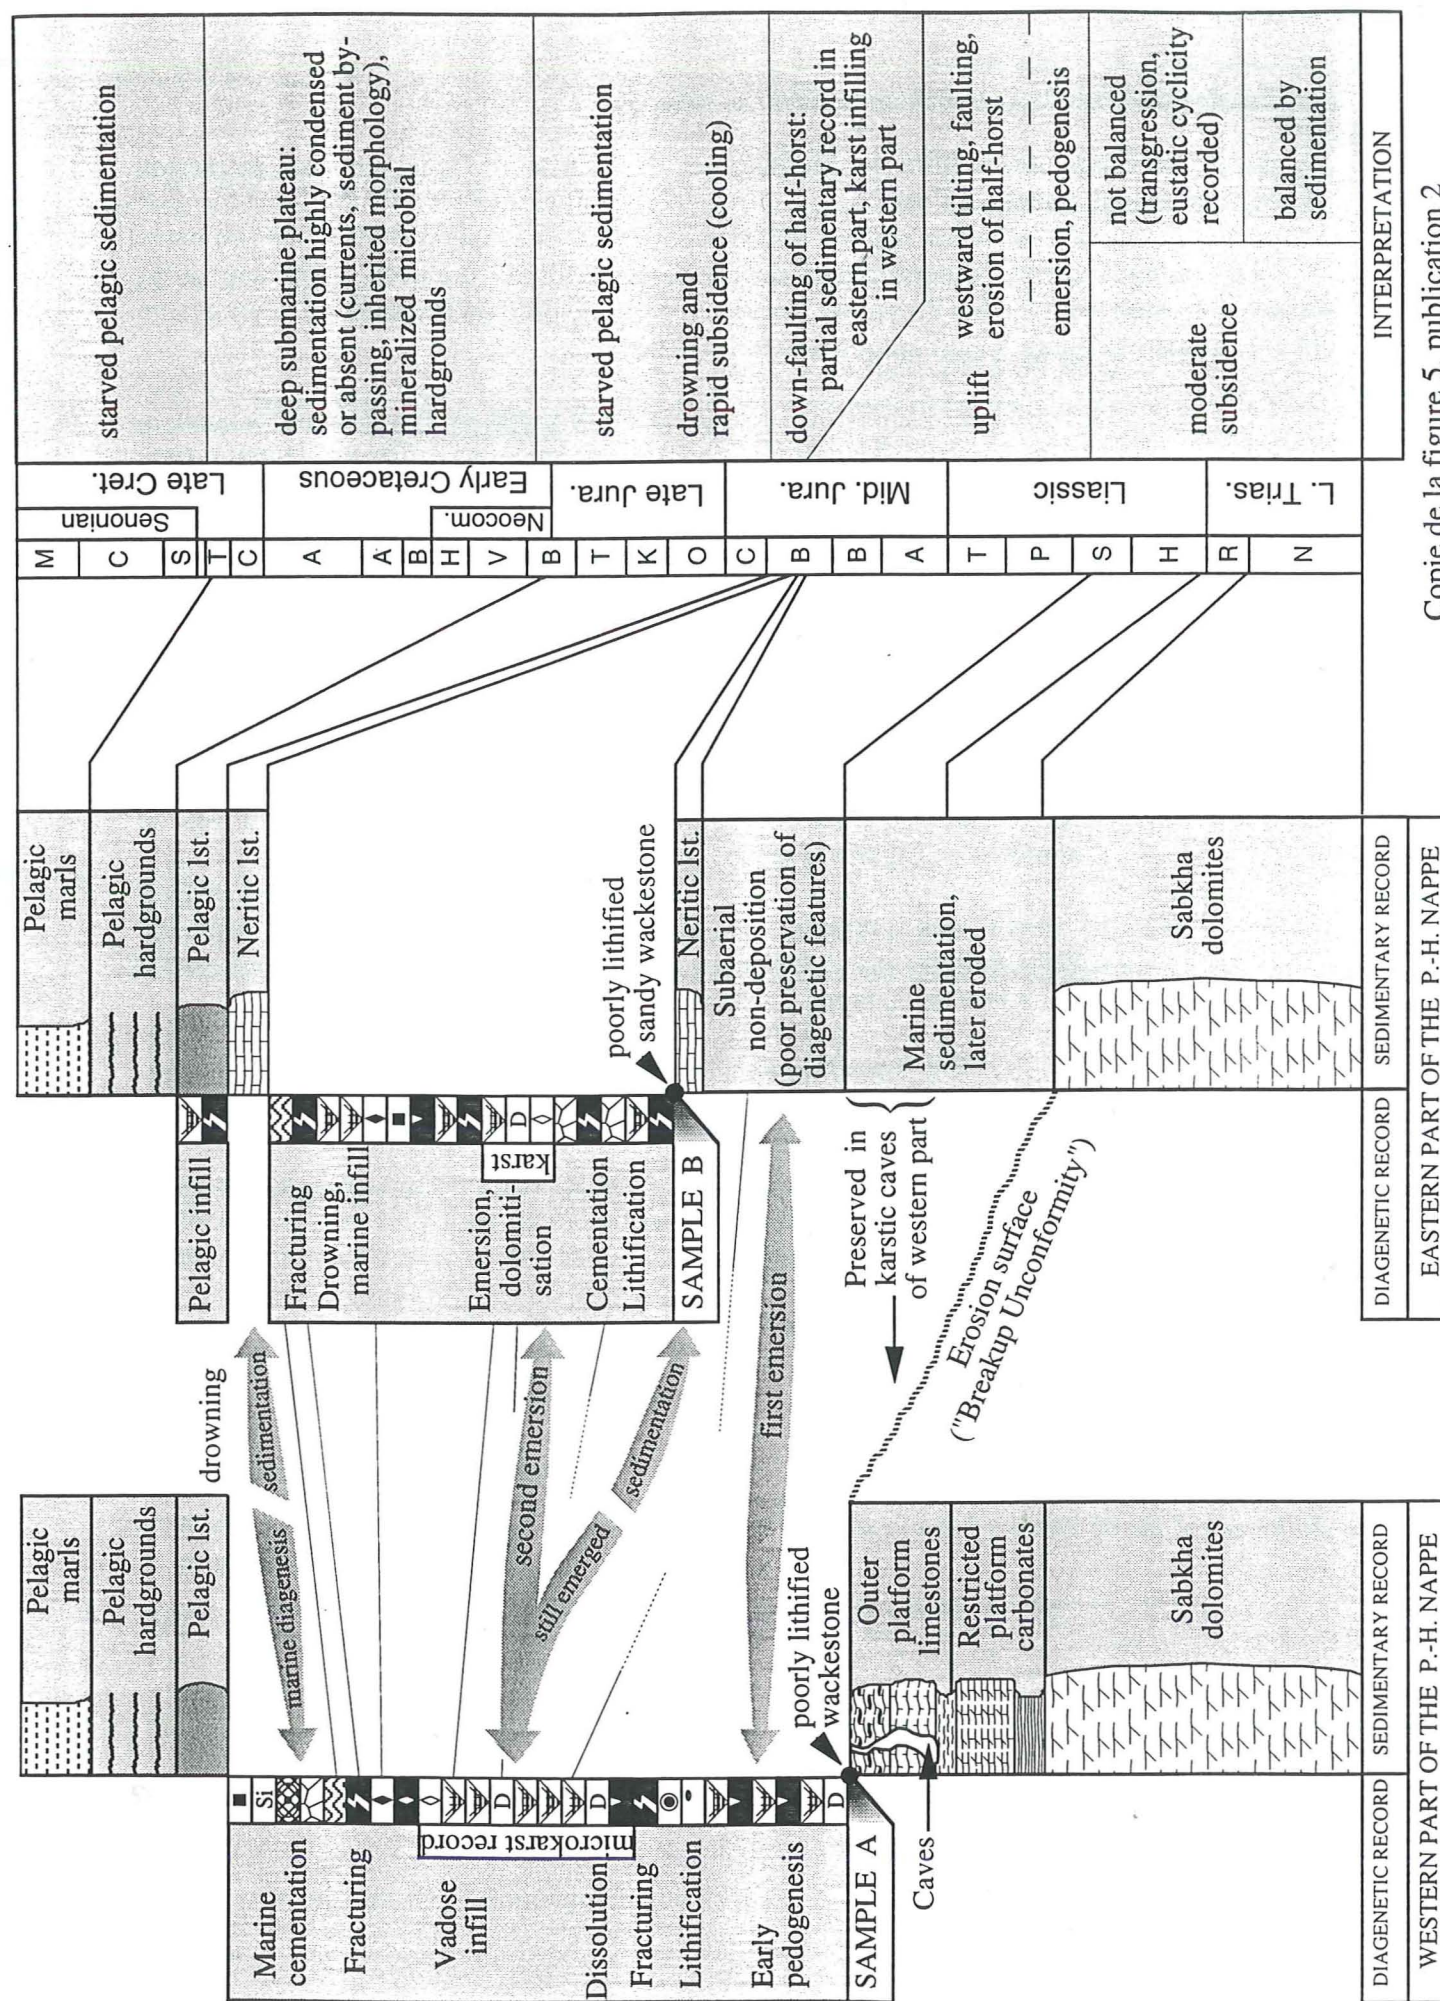 Marine
cementation
Fracturing
Vadose
infill
microkarst record
Dissolution
Fracturing
Lithification
Early
pedogenesis
SAMPLE A
Si
D
D
D
Caves
DIAGENETIC RECORD
Pelagic
marls
Pelagic
hardgrounds
Pelagic lst.
poorly lithified
wackestone
Outer
platform
limestones
Restricted
platform
carbonates
Sabkha
dolomites
SEDIMENTARY RECORD
WESTERN PART OF THE P.-H. NAPPE
drowning
marine diagenesis
sedimentation
second emersion
still emerged
sedimentation
first emersion
Preserved in
karstic caves
of western part
Erosion surface
("Breakup Unconformity")
Pelagic infill
Fracturing
Drowning,
marine infill
Emersion,
dolomiti-
sation
karst
Cementation
Lithification
SAMPLE B
D
DIAGENETIC RECORD
Pelagic
marls
Pelagic
hardgrounds
Pelagic lst.
Neritic lst.
poorly lithified
sandy wackestone
Neritic lst.
Subaerial
non-deposition
(poor preservation of
diagenetic features)
Marine
sedimentation,
later eroded
Sabkha
dolomites
SEDIMENTARY RECORD
EASTERN PART OF THE P.-H. NAPPE
M
C
S
T
C
A
A
B
H
V
B
T
K
O
C
B
B
A
T
P
S
H
R
N
Senonian
Neocom.
Late Cret.
Early Cretaceous
Late Jura.
Mid. Jura.
Liassic
L. Trias.
starved pelagic sedimentation
deep submarine plateau:
sedimentation highly condensed
or absent (currents, sediment by-
passing, inherited morphology),
mineralized microbial
hardgrounds
starved pelagic sedimentation
drowning and
rapid subsidence (cooling)
down-faulting of half-horst:
partial sedimentary record in
eastern part, karst infilling
in western part
uplift
westward tilting, faulting,
erosion of half-horst
emersion, pedogenesis
moderate
subsidence
not balanced
(transgression,
eustatic cyclicity
recorded)
balanced by
sedimentation
INTERPRETATION
Copie de la figure 5, publication 2